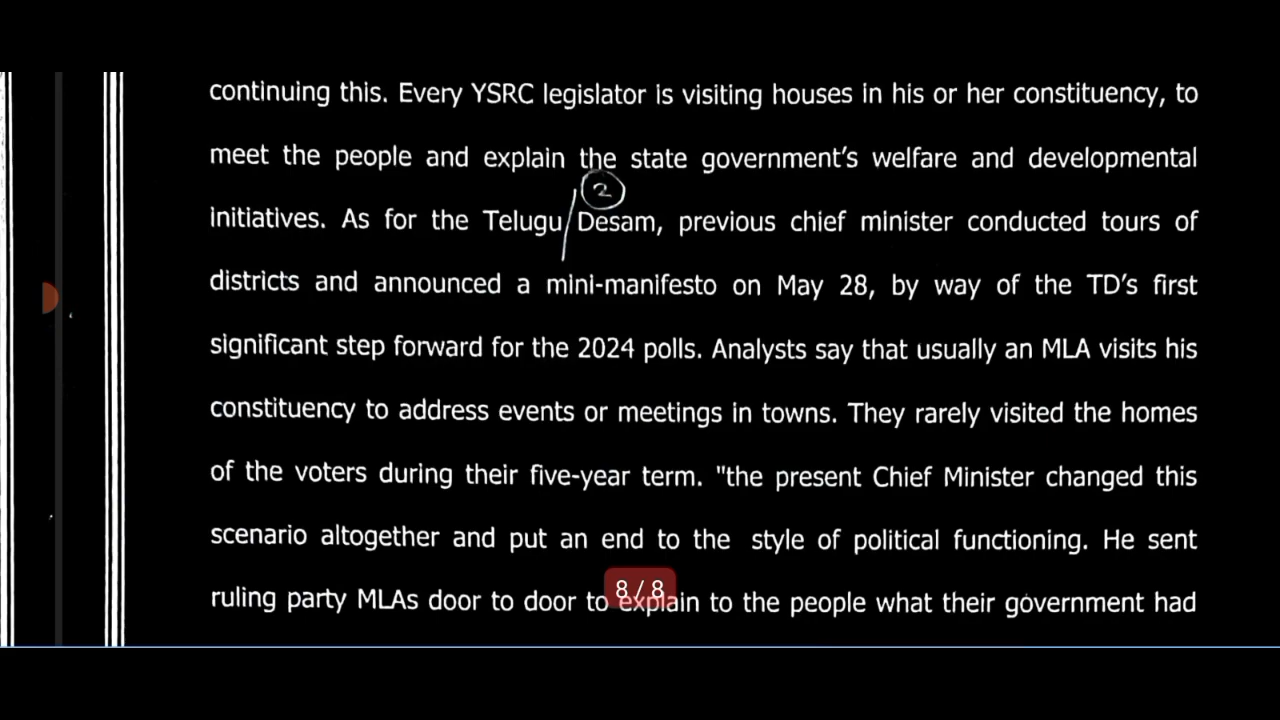 continuing this. Every YSRC legislator is visiting houses in his or her constituency, to
meet the people and explain the state government's welfare and developmental
2
initiatives. As for the Telugu/Desam, previous chief minister conducted tours of
districts and announced a mini-manifesto on May 28, by way of the TD's first
significant step forward for the 2024 polls. Analysts say that usually an MLA visits his
constituency to address events or meetings in towns. They rarely visited the homes
of the voters during their five-year term. "the present Chief Minister changed this
scenario altogether and put an end to the style of political functioning. He sent
ruling party MLAs door to door to explain to the people what their government had
8/8